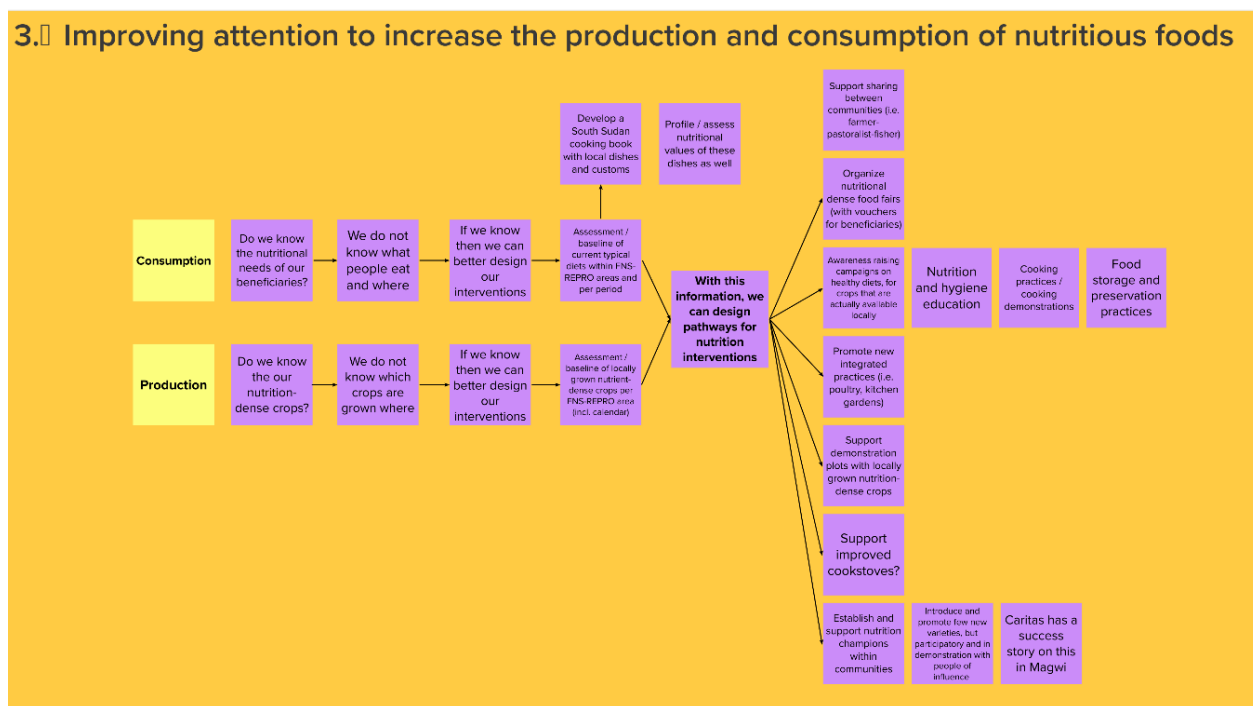 3. Improving attention to increase the production and consumption of nutritious foods
Develop a
South Sudan
cooking book
with local dishes
and customs
Profile / assess
nutritional
values of these
dishes as well
Consumption
Do we know
the nutritional
needs of our
beneficiaries?
We do not
know what
people eat
and where
If we know
then we can
better design
our
interventions
Assessment /
baseline of
current typical
diets within FNS-
REPRO areas and
per period
Production
Do we know
the our
nutrition-
dense crops?
We do not
know which
crops are
grown where
If we know
then we can
better design
our
interventions
Assessment /
baseline of locally
grown nutrient-
dense crops per
FNS-REPRO area
(incl. calendar)
With this
information, we
can design
pathways for
nutrition
interventions
Support sharing
between
communities (i.e.
farmer-
pastoralist-fisher)
Organize
nutritional
dense food fairs
(with vouchers
for beneficiaries)
Awareness raising
campaigns on
healthy diets, for
crops that are
actually available
locally
Nutrition
and hygiene
education
Cooking
practices /
cooking
demonstrations
Food
storage and
preservation
practices
Promote new
integrated
practices (i.e.
poultry, kitchen
gardens)
Support
demonstration
plots with locally
grown nutrition-
dense crops
Support
improved
cookstoves?
Establish and
support nutrition
champions
within
communities
Introduce and
promote few new
varieties, but
participatory and in
demonstration with
people of
influence
Caritas has a
success
story on this
in Magwi